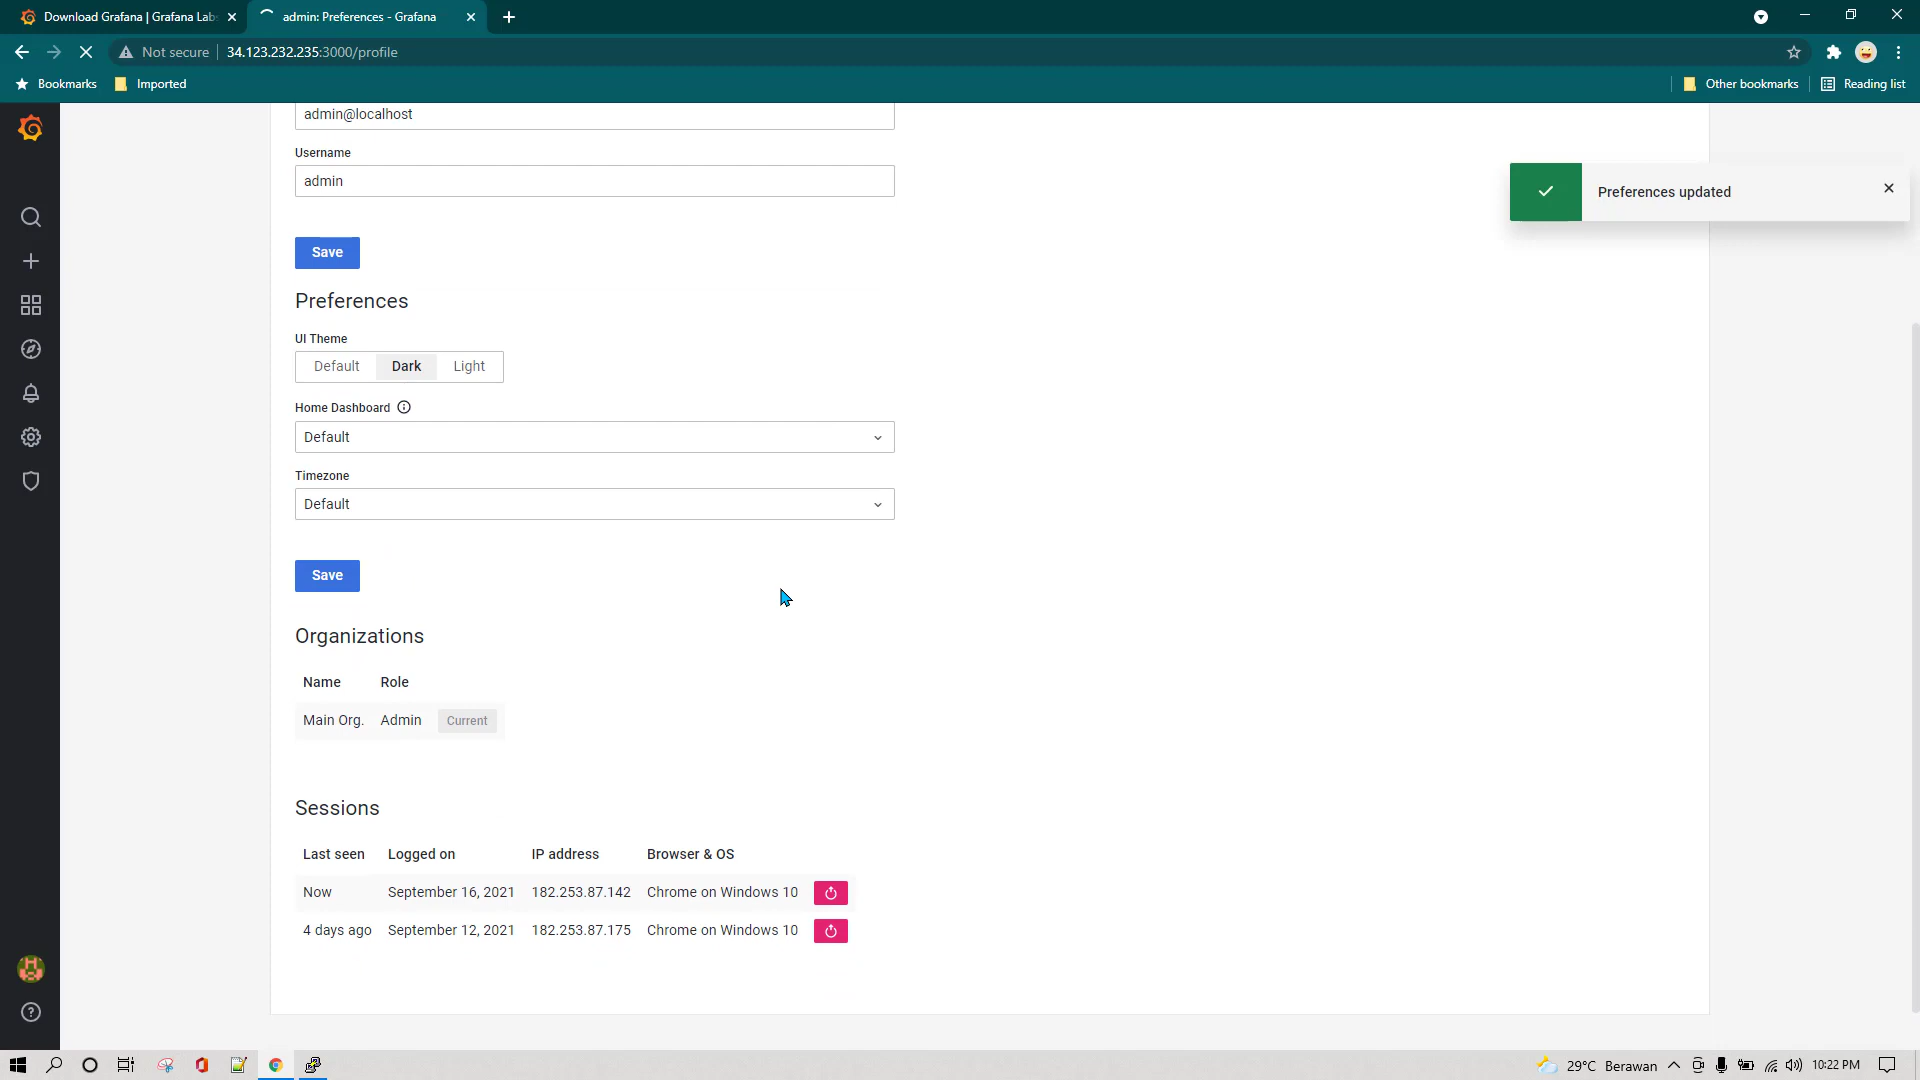 Download Grafana | Grafana Labs
admin: Preferences - Grafana
Not secure
34.123.232.235:3000/profile
Bookmarks
Imported
Other bookmarks
Reading list
admin@localhost
Username
admin
Preferences updated
Save
Preferences
UI Theme
Default Dark Light
Home Dashboard
Default
Timezone
Default
Save
Organizations
Name Role
Main Org. Admin Current
Sessions
Last seen Logged on IP address Browser & OS
Now September 16, 2021 182.253.87.142 Chrome on Windows 10
4 days ago September 12, 2021 182.253.87.175 Chrome on Windows 10
29°C Berawan
10:22 PM